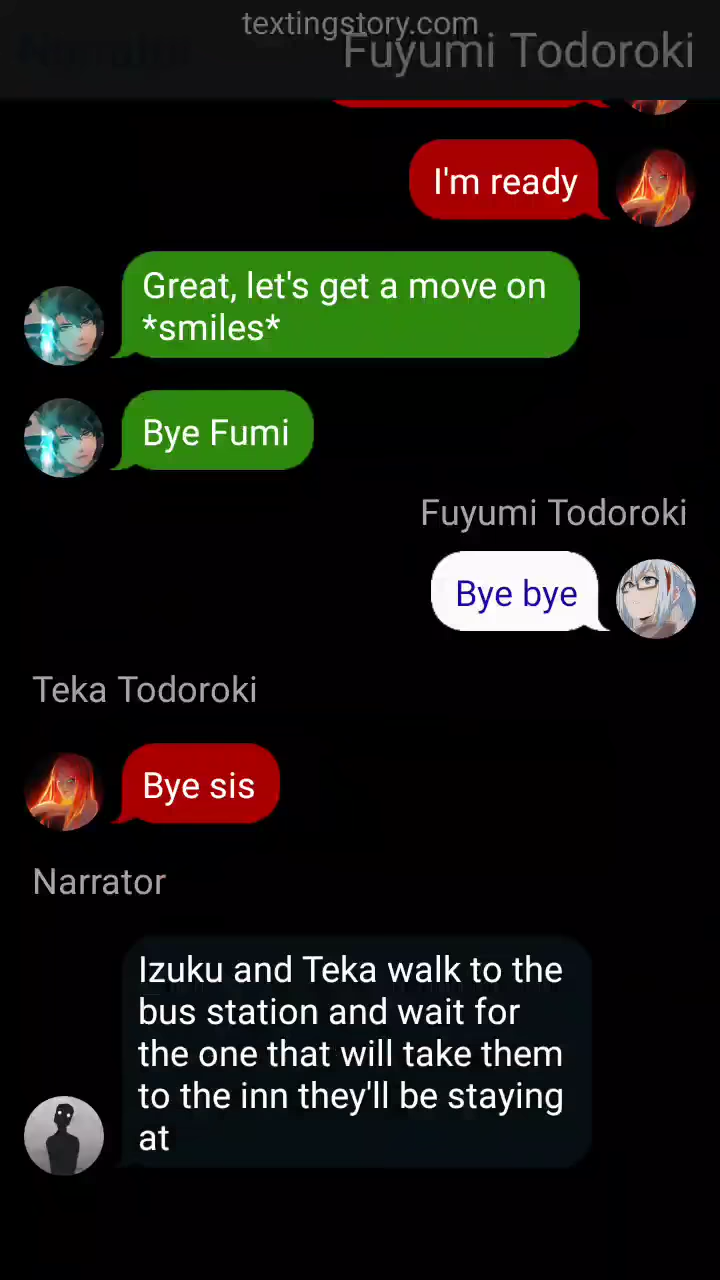 textingstory.com
Fuyumi Todoroki
I'm ready
Great, let's get a move on
*smiles*
Bye Fumi
Fuyumi Todoroki
Bye bye
Teka Todoroki
Bye sis
Narrator
Izuku and Teka walk to the
bus station and wait for
the one that will take them
to the inn they'll be staying
at